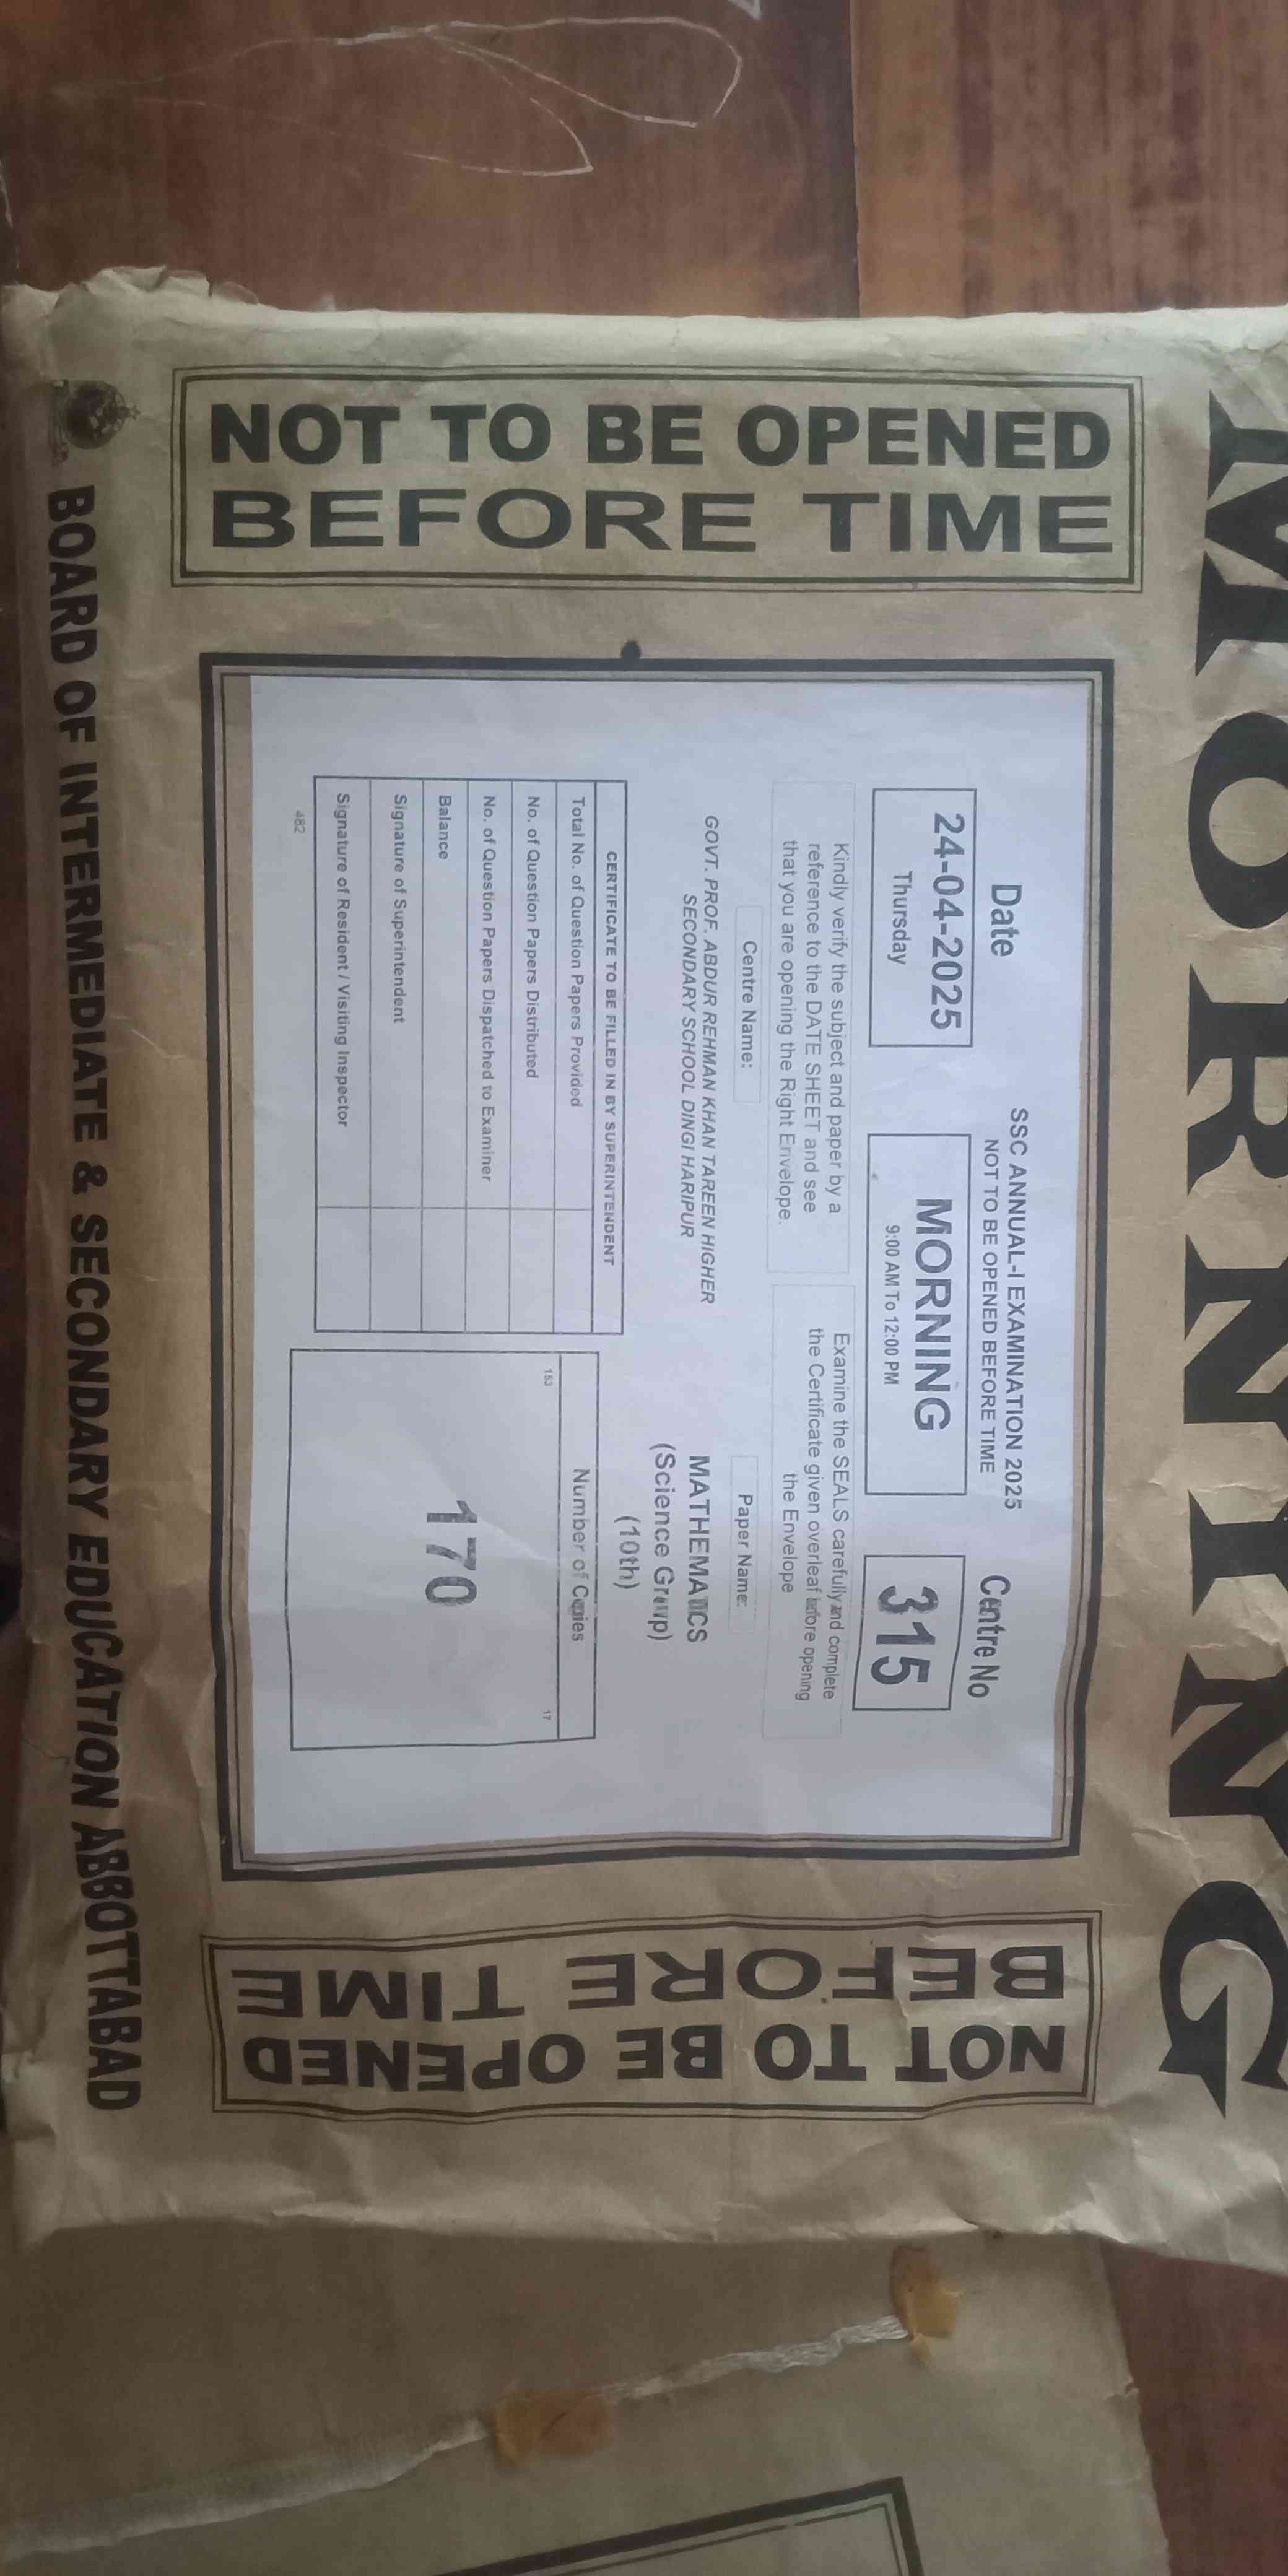 MORNING
NOT TO BE OPENED
BEFORE TIME
Date
24-04-2025
Thursday
SSC ANNUAL-I EXAMINATION 2025
NOT TO BE OPENED BEFORE TIME
MORNING
9:00 AM To 12:00 PM
Centre No
315
Kindly verify the subject and paper by a
reference to the DATE SHEET and see
that you are opening the Right Envelope.
Examine the SEALS carefully and complete
the Certificate given overleaf before opening
the Envelope
Centre Name:
GOVT. PROF. ABDUR REHMAN KHAN TAREEN HIGHER
SECONDARY SCHOOL DINGI HARIPUR
Paper Name:
MATHEMATICS
(Science Group)
(10th)
CERTIFICATE TO BE FILLED IN BY SUPERINTENDENT
Total No. of Question Papers Provided
No. of Question Papers Distributed
No. of Question Papers Dispatched to Examiner
Balance
Signature of Superintendent
Signature of Resident / Visiting Inspector
482
Number of Copies
153
17
170
NOT TO BE OPENED
BEFORE TIME
BOARD OF INTERMEDIATE & SECONDARY EDUCATION ABBOTTABAD